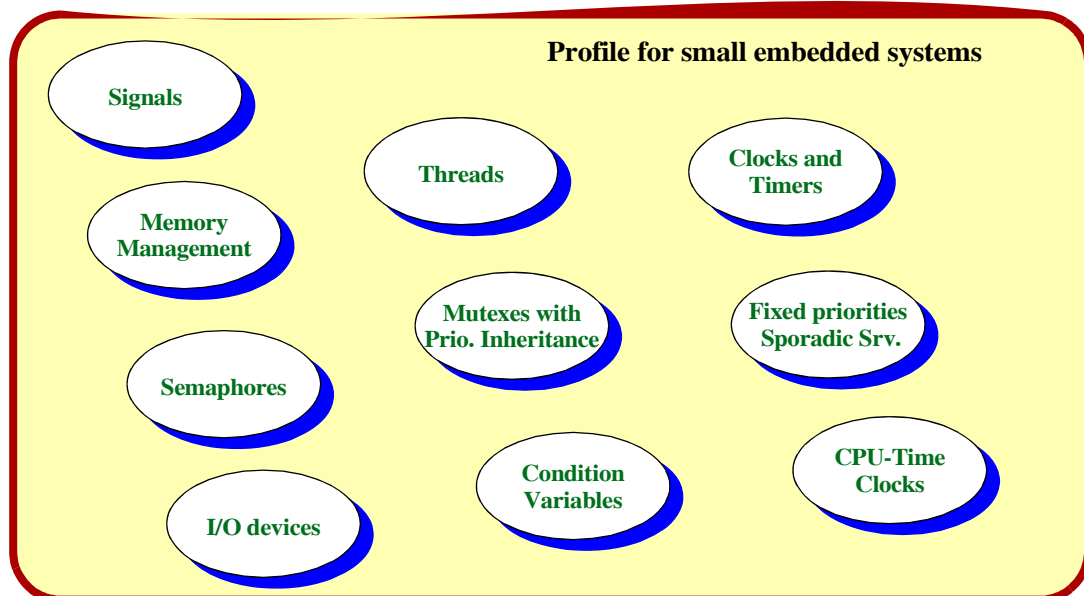 Profile for small embedded systems
Signals
Threads
Clocks and
Timers
Memory
Management
Mutexes with
Prio. Inheritance
Fixed priorities
Sporadic Srv.
Semaphores
Condition
Variables
CPU-Time
Clocks
I/O devices